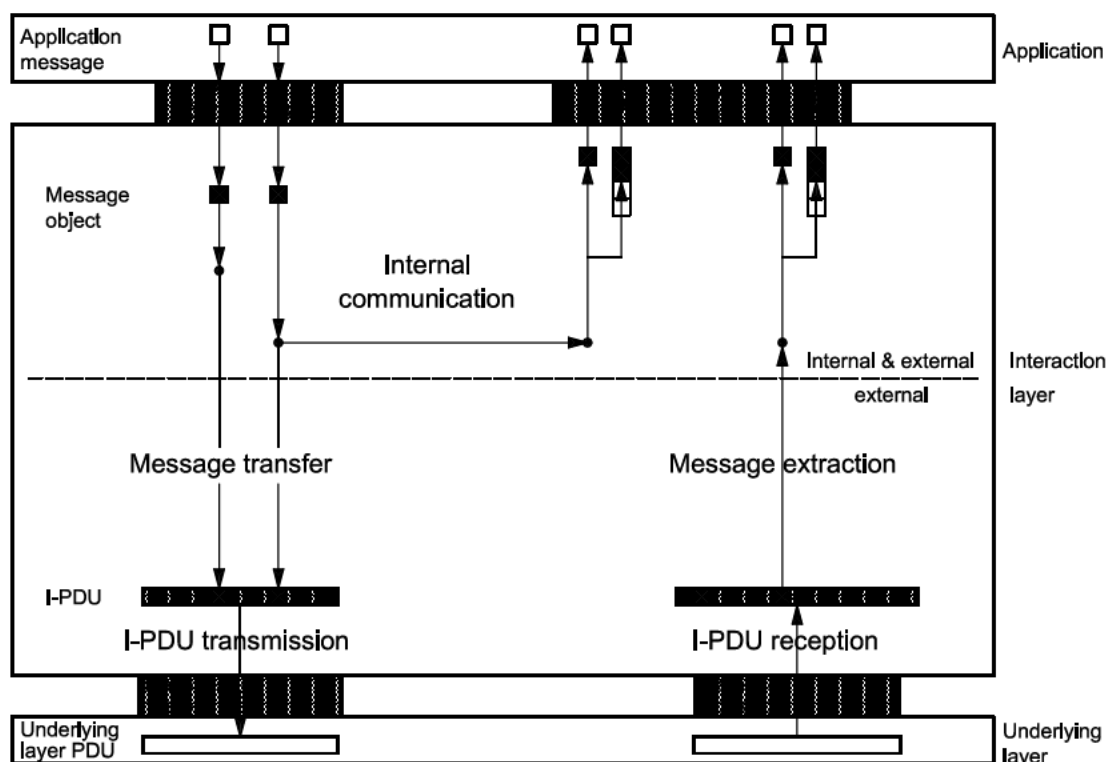 Application
message
Application
Message
object
Internal
communication
Internal & external
external
Interaction
layer
Message transfer
Message extraction
I-PDU
I-PDU transmission
I-PDU reception
Underlying
layer PDU
Underlying
layer